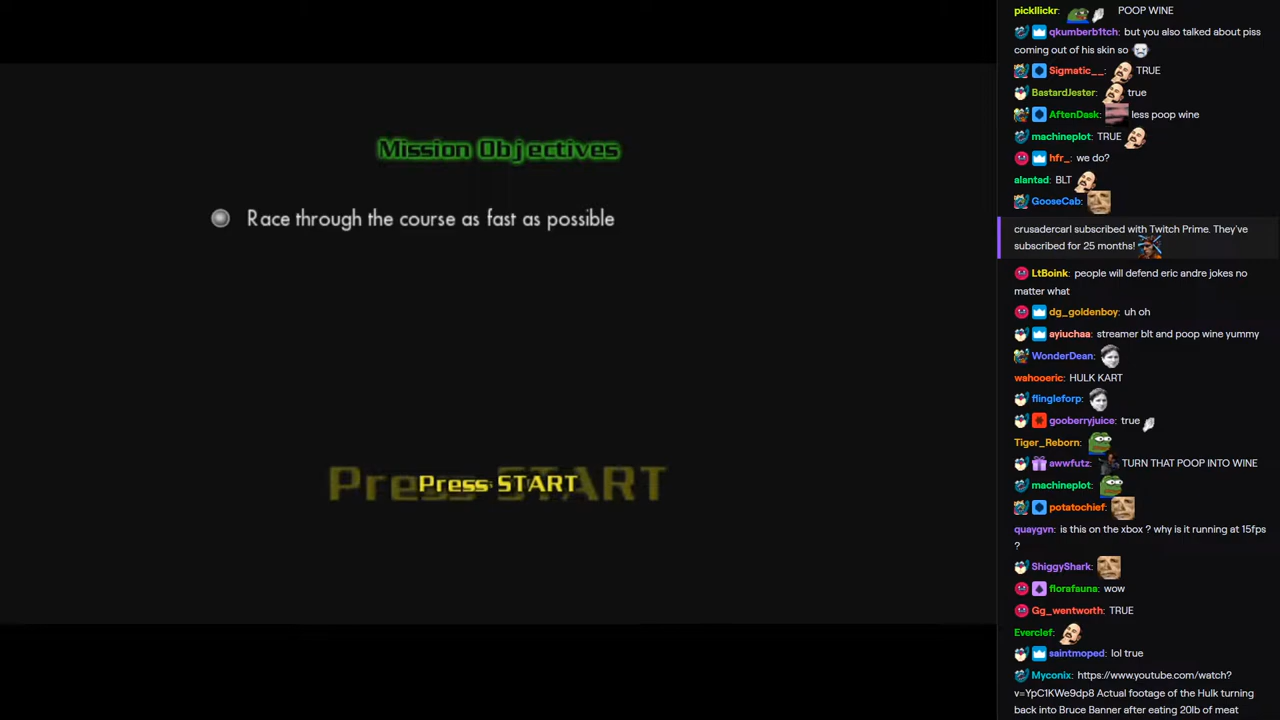 Mission Objectives
Race through the course as fast as possible
Press START
Press START
pickllickr: POOP WINE
qkumberb1tch: but you also talked about piss
coming out of his skin so
Sigmatic__: TRUE
BastardJester: true
AftenDask: less poop wine
machineplot: TRUE
hfr_: we do?
alantad: BLT
GooseCab:
crusadercarl subscribed with Twitch Prime. They've
subscribed for 25 months!
LtBoink: people will defend eric andre jokes no
matter what
dg_goldenboy: uh oh
ayiuchaa: streamer blt and poop wine yummy
WonderDean:
wahooeric: HULK KART
flingleforp:
gooberryjuice: true
Tiger_Reborn:
awwfutz: TURN THAT POOP INTO WINE
machineplot:
potatochief:
quaygvn: is this on the xbox ? why is it running at 15fps
?
ShiggyShark:
florafauna: wow
Gg_wentworth: TRUE
Everclef:
saintmoped: lol true
Myconix: https://www.youtube.com/watch?
v=YpC1KWe9dp8 Actual footage of the Hulk turning
back into Bruce Banner after eating 20lb of meat